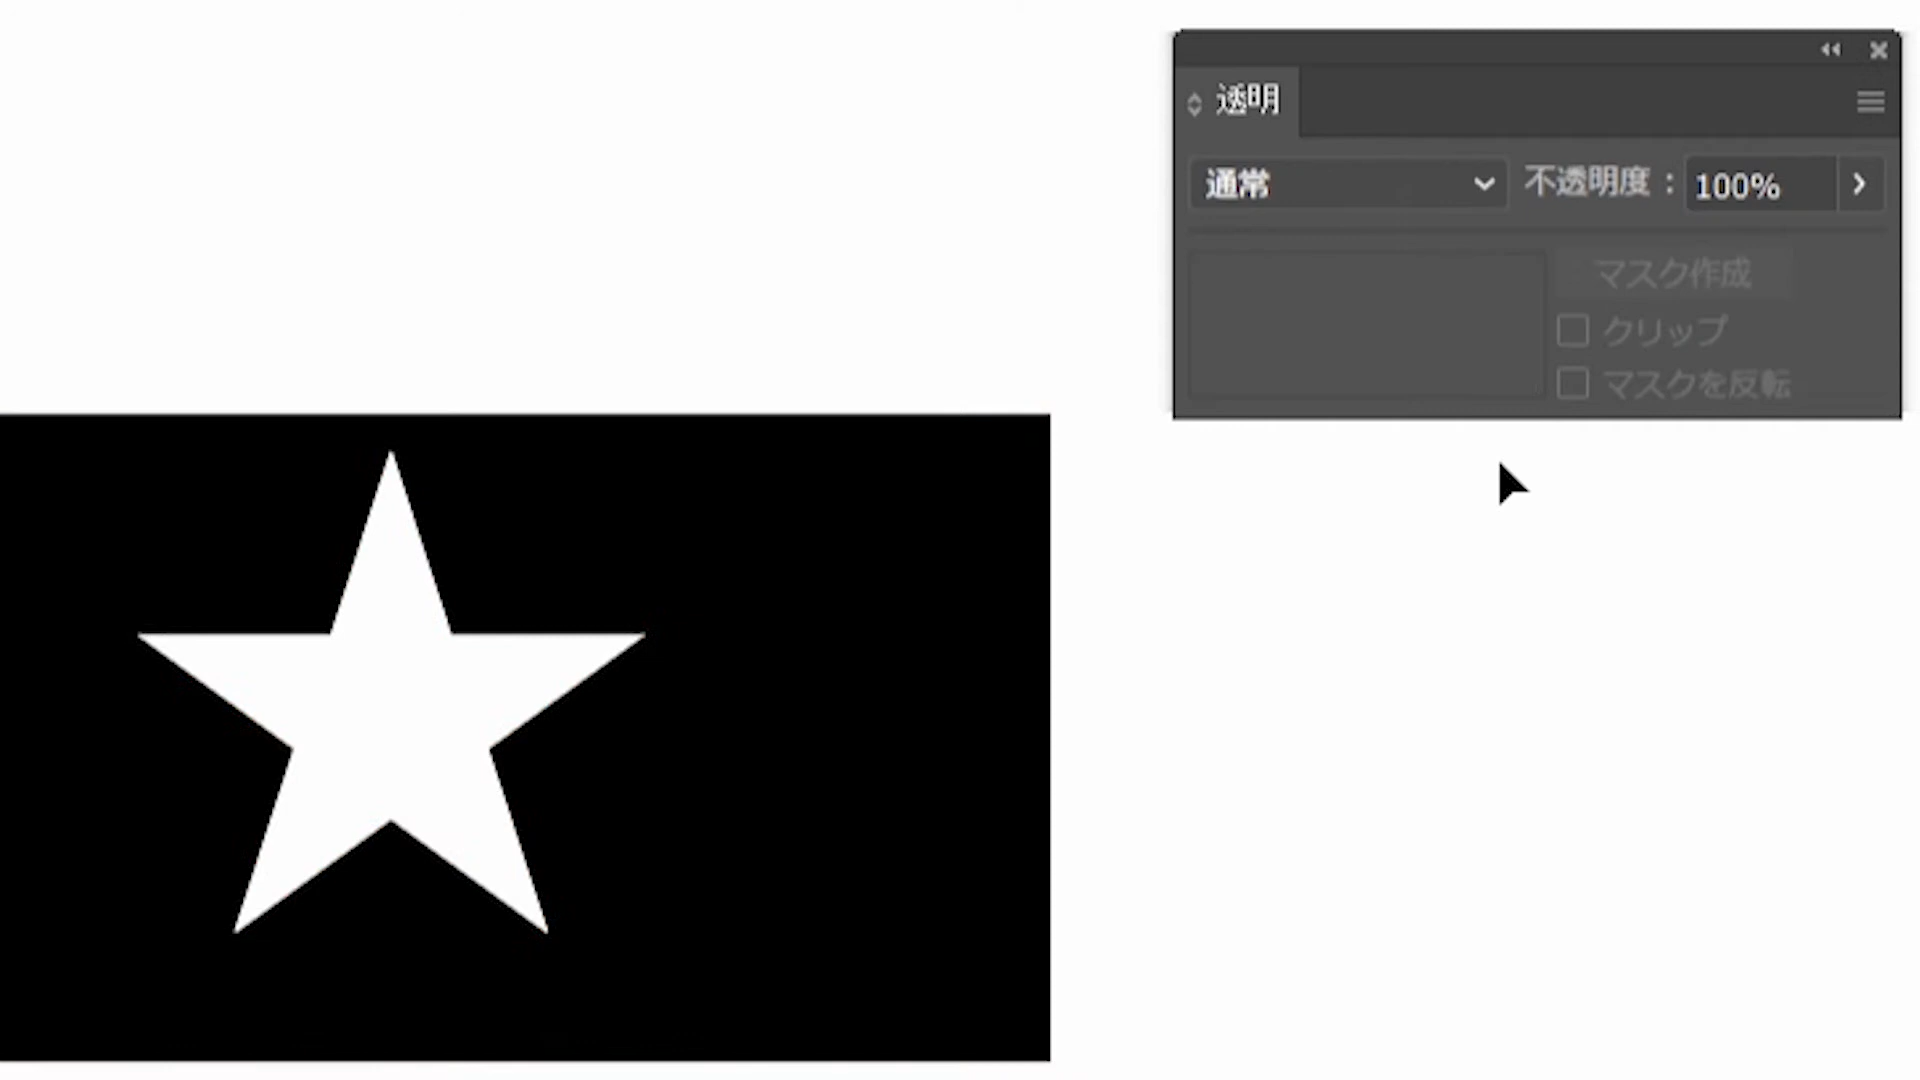 透明
通常 不透明度 : 100%
マスク作成
クリップ
マスクを反転